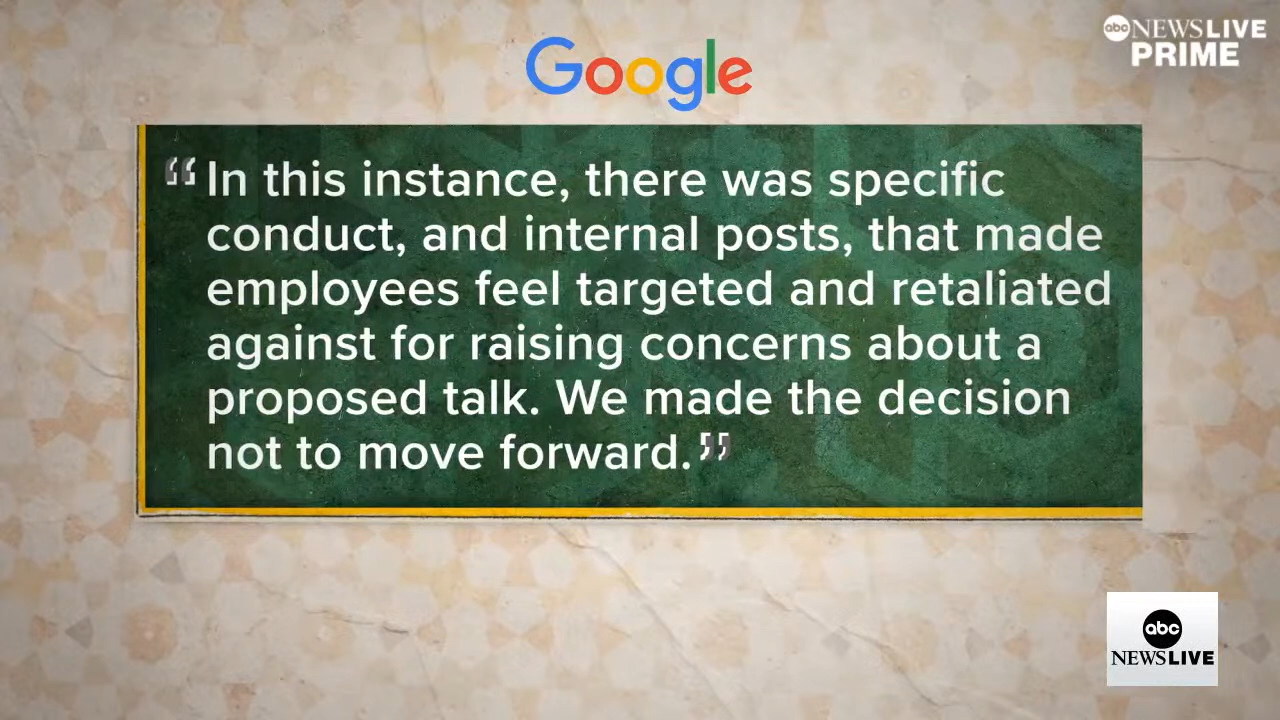 abc NEWS LIVE
PRIME
Google
“In this instance, there was specific
conduct, and internal posts, that made
employees feel targeted and retaliated
against for raising concerns about a
proposed talk. We made the decision
not to move forward.”
abc
NEWS LIVE